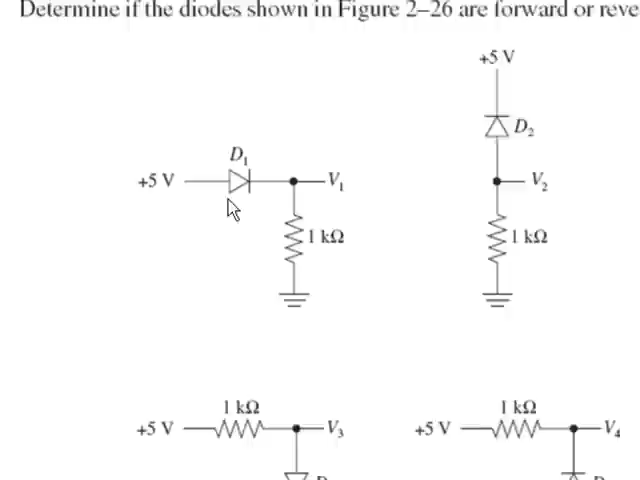 Determine if the diodes shown in Figure 2–26 are forward or reve
+5 V
D₂
D₁
+5 V
V₁
V₂
1 kΩ
1 kΩ
1 kΩ
1 kΩ
+5 V
V₃
+5 V
V₄